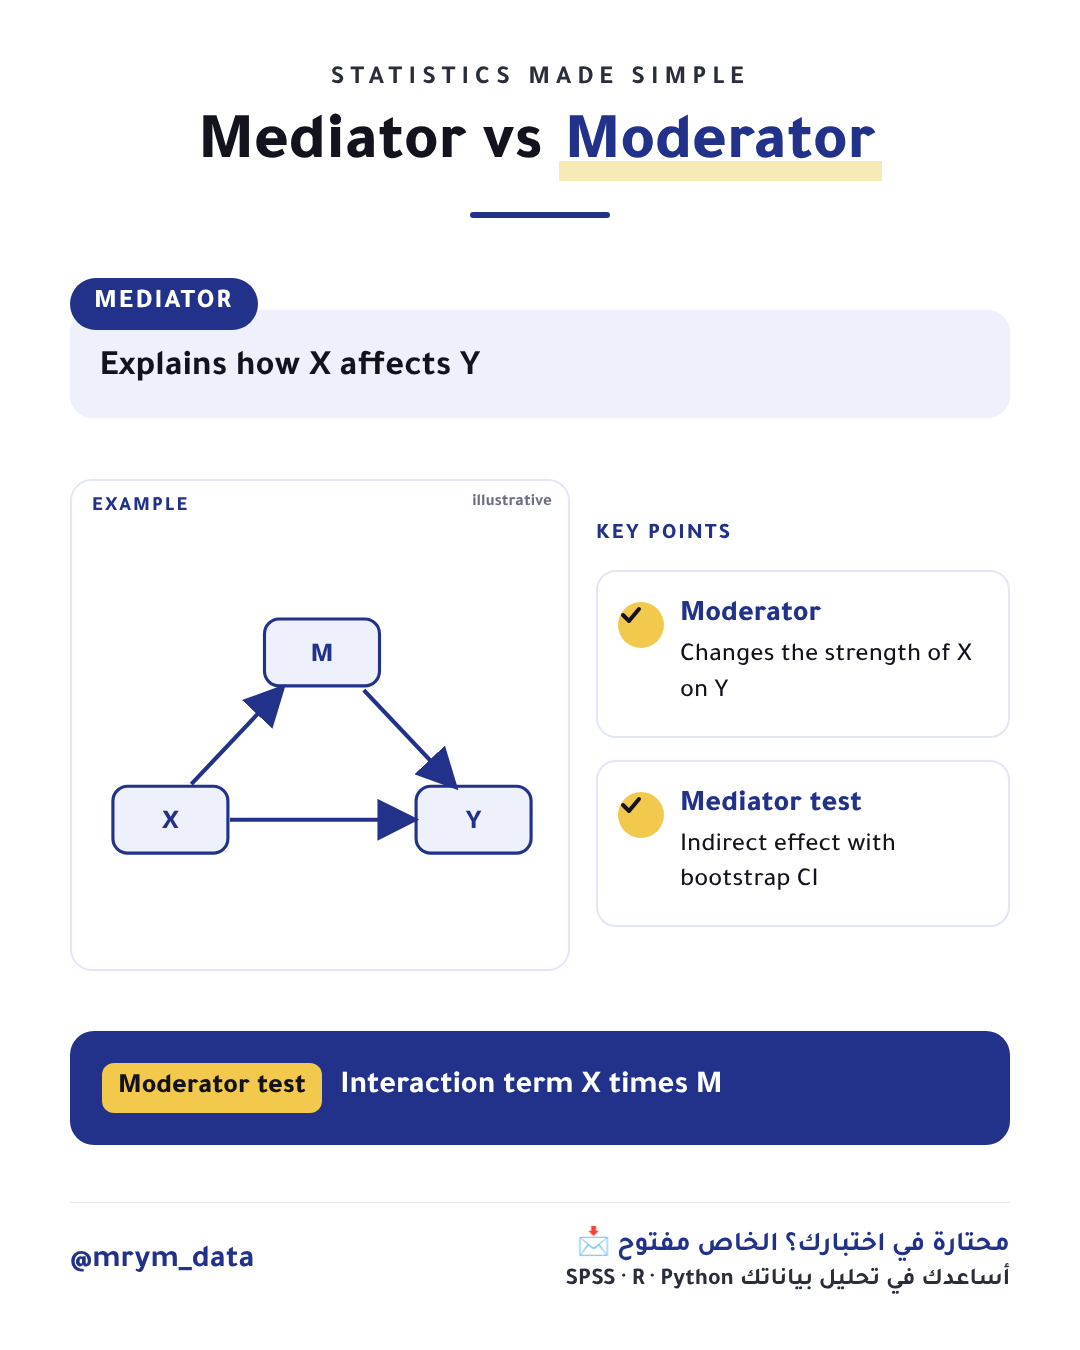 STATISTICS MADE SIMPLE
Mediator vs Moderator
MEDIATOR
Explains how X affects Y
EXAMPLE
illustrative
M
X
Y
KEY POINTS
Moderator
Changes the strength of X
on Y
Mediator test
Indirect effect with
bootstrap CI
Moderator test Interaction term X times M
@mrym_data
محتارة في اختبارك؟ الخاص مفتوح 📩
أساعدك في تحليل بياناتك SPSS · R · Python